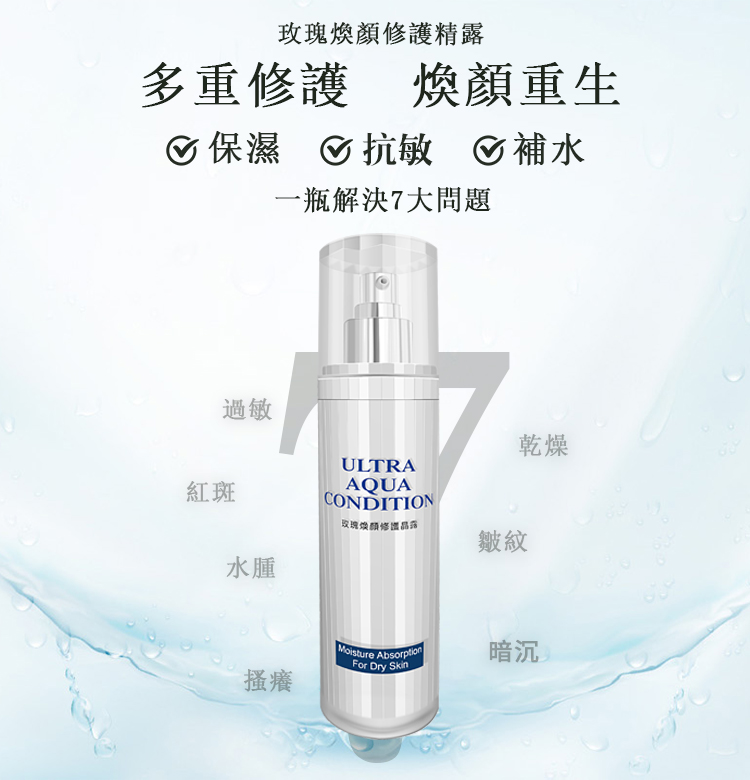 玫瑰煥顏修護精露
多重修護 煥顏重生
保濕 抗敏 補水
一瓶解決7大問題
7
過敏
乾燥
紅斑
皺紋
水腫
暗沉
搔癢
ULTRA
AQUA
CONDITION
玫瑰煥顏修護晶露
Moisture Absorption
For Dry Skin